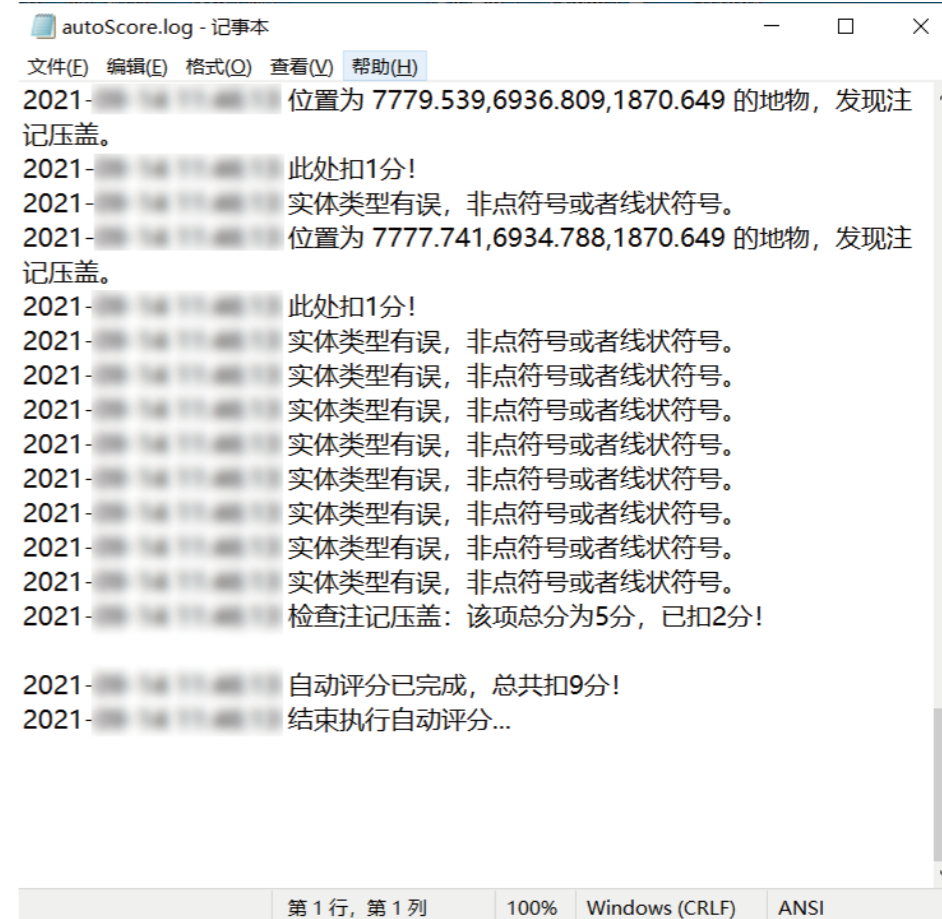 autoScore.log - 记事本
文件(F) 编辑(E) 格式(O) 查看(V) 帮助(H)
2021- 位置为 7779.539,6936.809,1870.649 的地物，发现注
记压盖。
2021- 此处扣1分！
2021- 实体类型有误，非点符号或者线状符号。
2021- 位置为 7777.741,6934.788,1870.649 的地物，发现注
记压盖。
2021- 此处扣1分！
2021- 实体类型有误，非点符号或者线状符号。
2021- 实体类型有误，非点符号或者线状符号。
2021- 实体类型有误，非点符号或者线状符号。
2021- 实体类型有误，非点符号或者线状符号。
2021- 实体类型有误，非点符号或者线状符号。
2021- 实体类型有误，非点符号或者线状符号。
2021- 实体类型有误，非点符号或者线状符号。
2021- 实体类型有误，非点符号或者线状符号。
2021- 检查注记压盖：该项总分为5分，已扣2分！
2021- 自动评分已完成，总共扣9分！
2021- 结束执行自动评分...
第 1 行，第 1 列 100% Windows (CRLF) ANSI